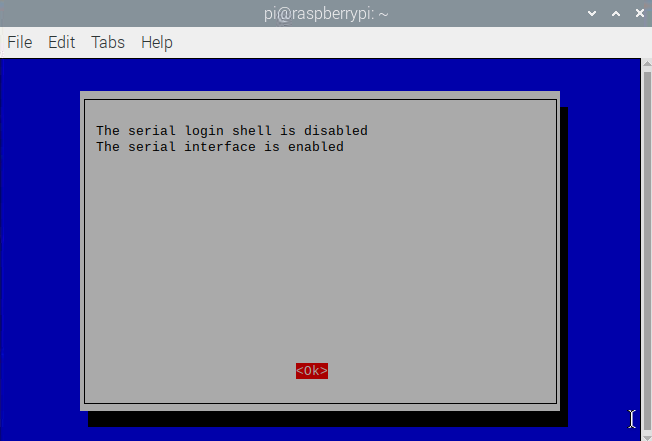 pi@raspberrypi: ~
File Edit Tabs Help
The serial login shell is disabled
The serial interface is enabled
<Ok>